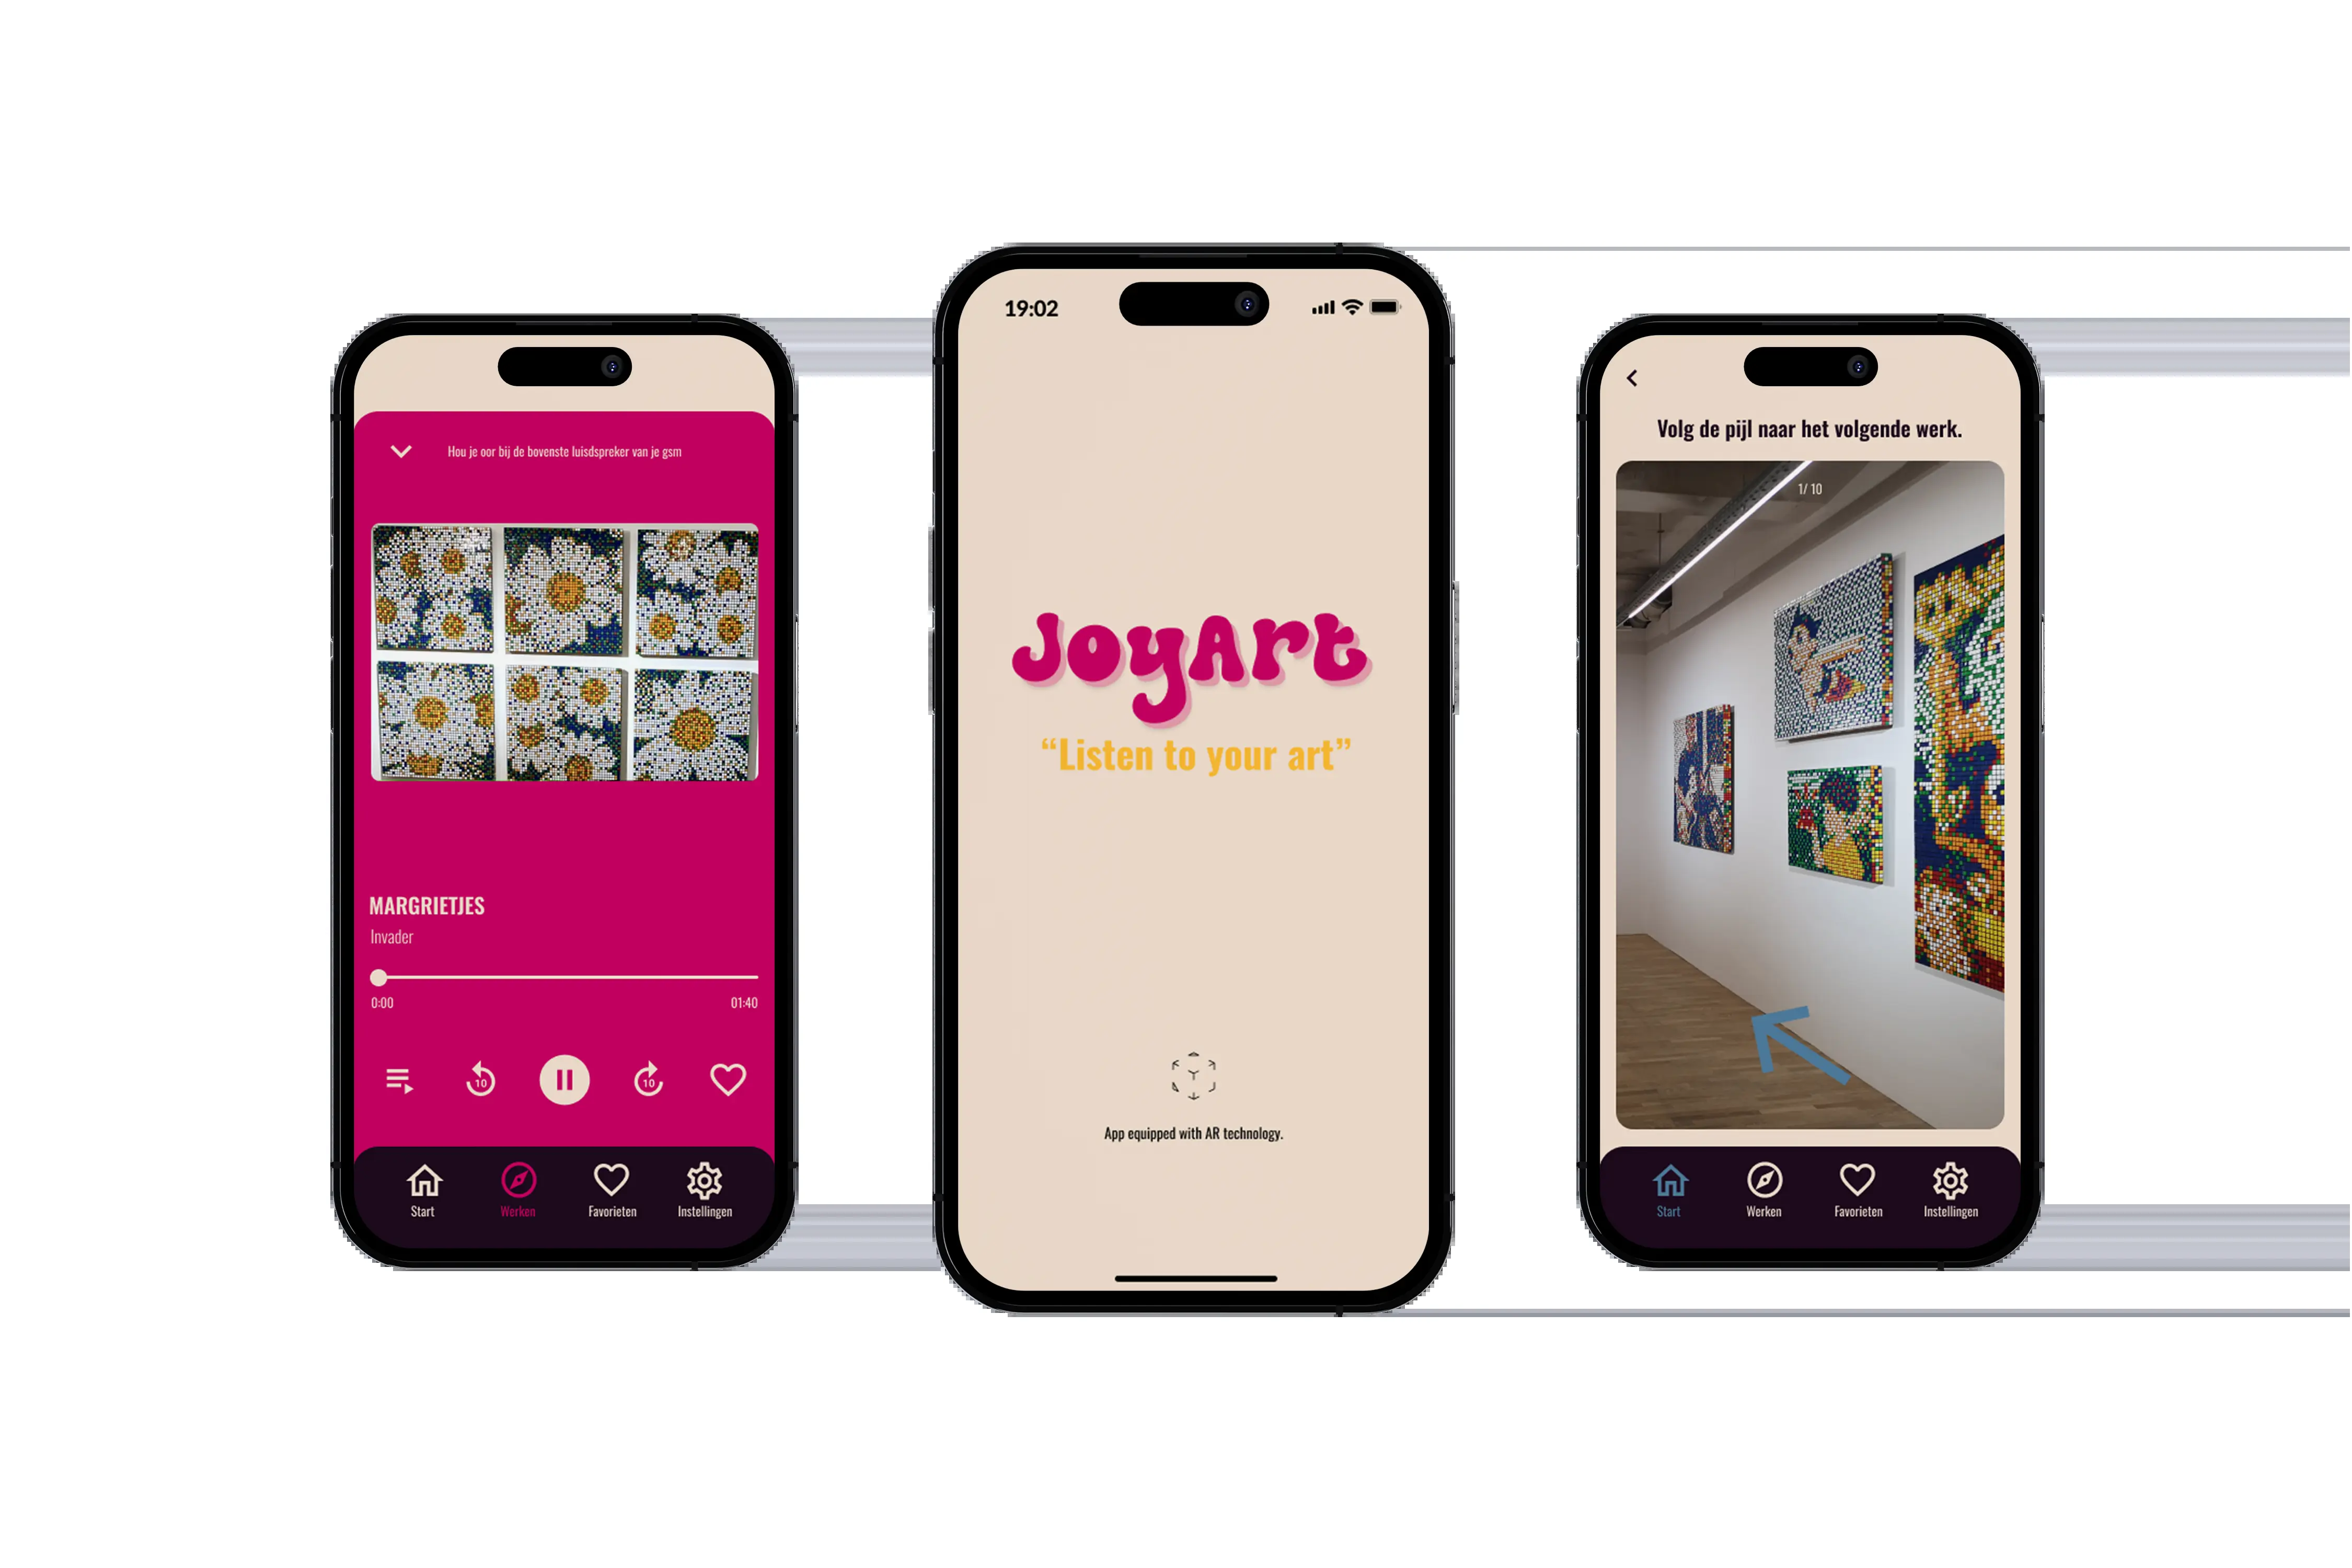 Hou je oor bij de bovenste luisdspreker van je gsm
MARGRIETJES
Invader
0:00
01:40
10
10
Start
Werken
Favorieten
Instellingen
19:02
JoyArt
“Listen to your art”
App equipped with AR technology.
Volg de pijl naar het volgende werk.
1/ 10
Start
Werken
Favorieten
Instellingen